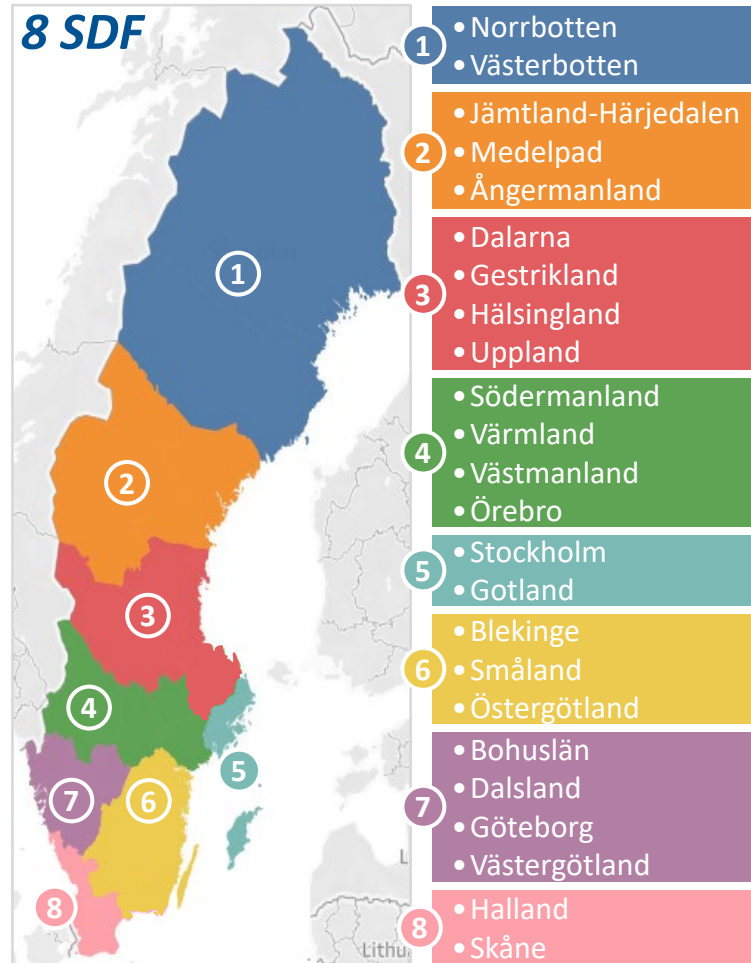 8 SDF
1
2
3
4
5
6
7
8
1
• Norrbotten
• Västerbotten
2
• Jämtland-Härjedalen
• Medelpad
• Ångermanland
3
• Dalarna
• Gestrikland
• Hälsingland
• Uppland
4
• Södermanland
• Värmland
• Västmanland
• Örebro
5
• Stockholm
• Gotland
6
• Blekinge
• Småland
• Östergötland
7
• Bohuslän
• Dalsland
• Göteborg
• Västergötland
8
• Halland
• Skåne
L
Lithu